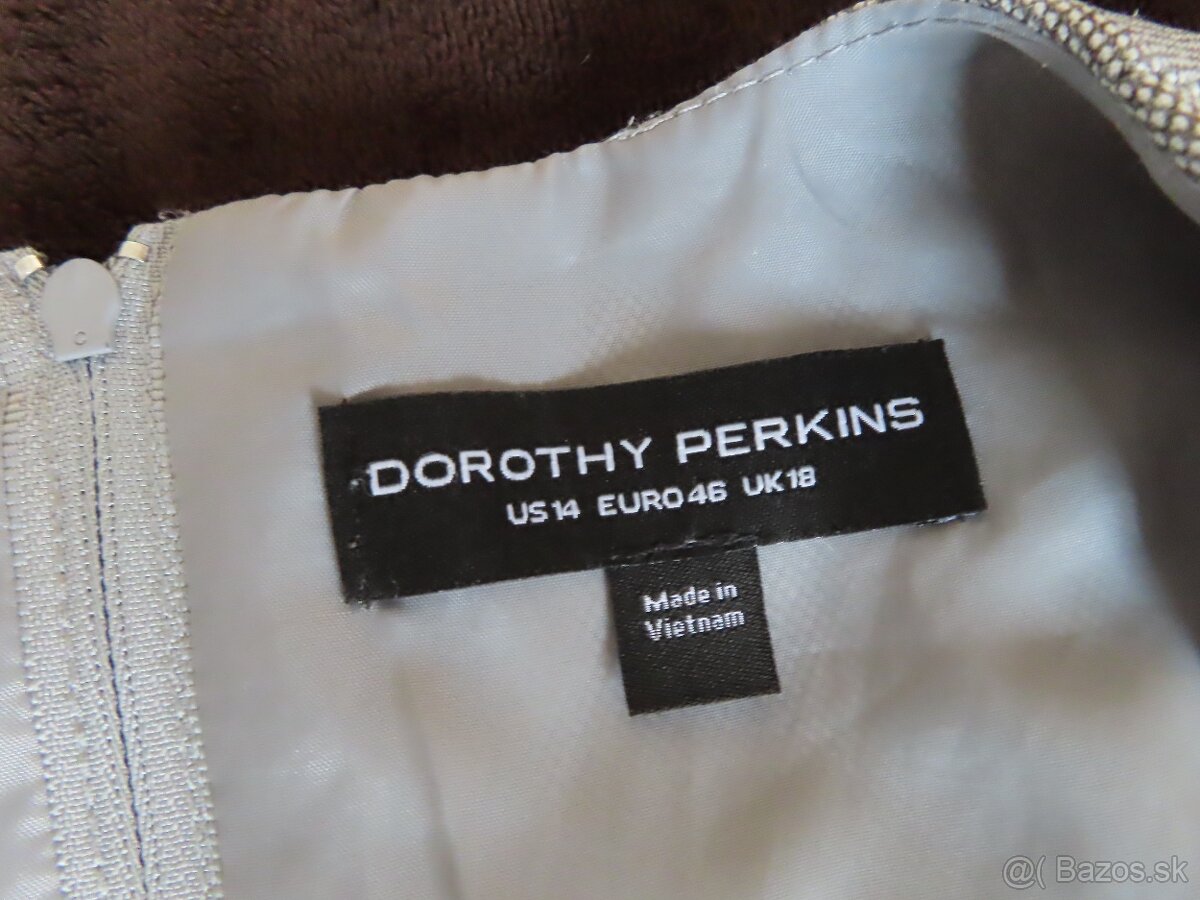 DOROTHY PERKINS
US14 EURO46 UK18
Made in
Vietnam
@( Bazos.sk